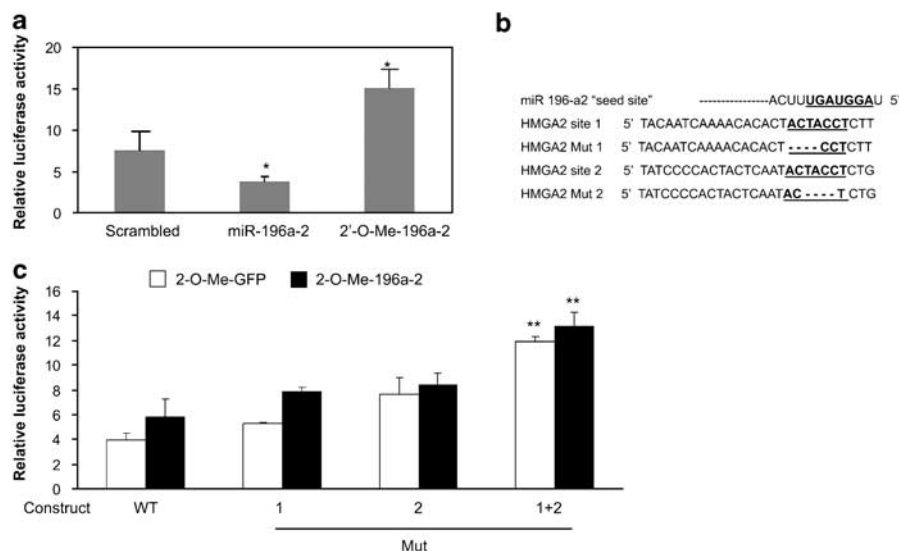 a
Relative luciferase activity
20
15
10
5
0
*
*
Scrambled
miR-196a-2
2'-O-Me-196a-2
b
miR 196-a2 "seed site" ----------------ACUUUGAUGGAU 5'
HMGA2 site 1 5' TACAATCAAAACACACTACTACCTCTT
HMGA2 Mut 1 5' TACAATCAAAACACACT ----CCTCTT
HMGA2 site 2 5' TATCCCCACTACTCAATACTACCTCTG
HMGA2 Mut 2 5' TATCCCCACTACTCAATAC ----TCTG
c
2-O-Me-GFP
2-O-Me-196a-2
Relative luciferase activity
16
14
12
10
8
6
4
2
0
** **
Construct WT 1 2 1+2
Mut